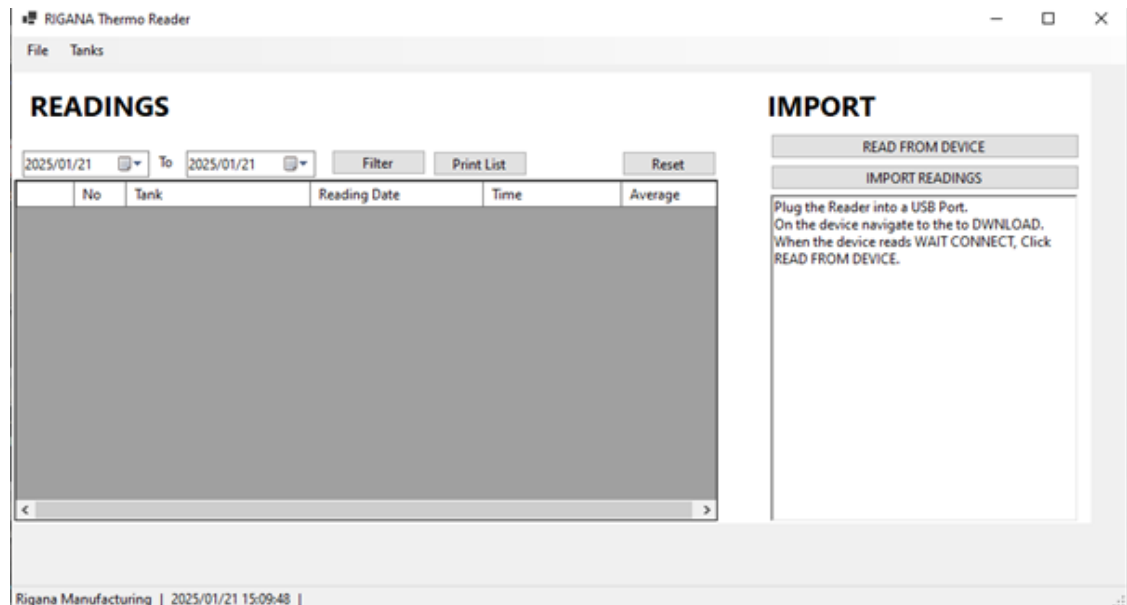 RIGANA Thermo Reader
File Tanks
READINGS
2025/01/21 To 2025/01/21 Filter Print List Reset
No Tank Reading Date Time Average
IMPORT
READ FROM DEVICE
IMPORT READINGS
Plug the Reader into a USB Port.
On the device navigate to the to DWNLOAD.
When the device reads WAIT CONNECT, Click
READ FROM DEVICE.
Rigana Manufacturing | 2025/01/21 15:09:48 |